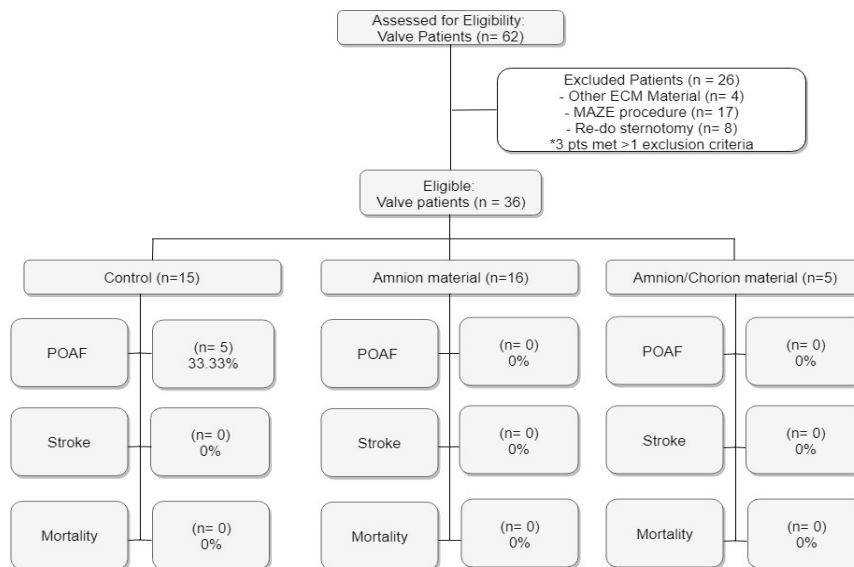 Assessed for Eligibility:
Valve Patients (n= 62)
Excluded Patients (n = 26)
- Other ECM Material (n= 4)
- MAZE procedure (n= 17)
- Re-do sternotomy (n= 8)
*3 pts met >1 exclusion criteria
Eligible:
Valve patients (n = 36)
Control (n=15)
Amnion material (n=16)
Amnion/Chorion material (n=5)
POAF
(n= 5)
33.33%
POAF
(n= 0)
0%
POAF
(n= 0)
0%
Stroke
(n= 0)
0%
Stroke
(n= 0)
0%
Stroke
(n= 0)
0%
Mortality
(n= 0)
0%
Mortality
(n= 0)
0%
Mortality
(n= 0)
0%